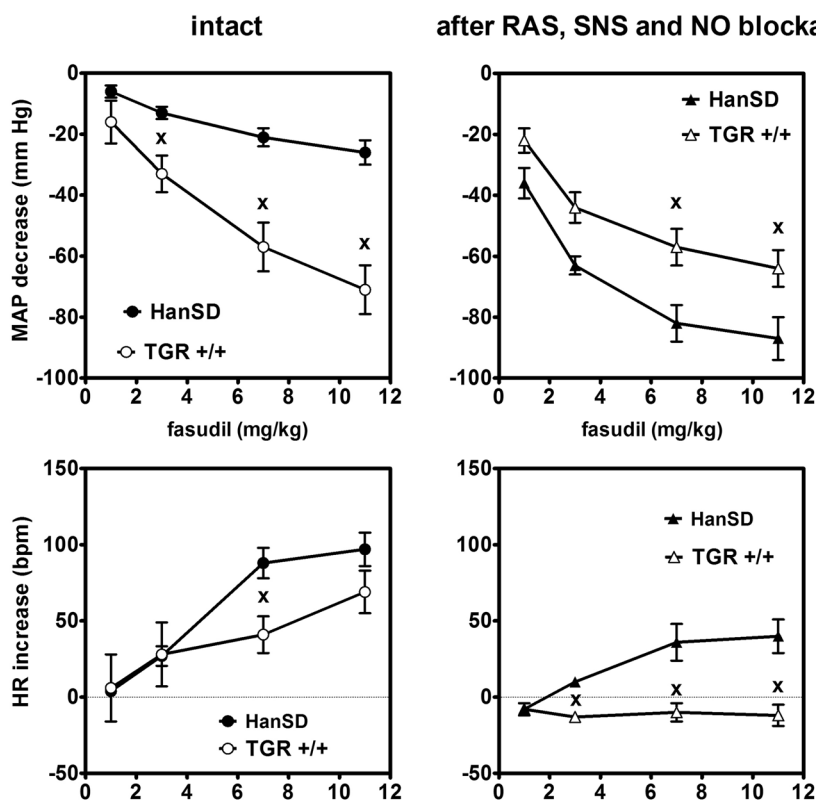 intact
after RAS, SNS and NO blocka
MAP decrease (mm Hg)
0
-20
-40
-60
-80
-100
x
x
x
HanSD
TGR +/+
0 2 4 6 8 10 12
fasudil (mg/kg)
0
-20
-40
-60
-80
-100
HanSD
TGR +/+
x
x
0 2 4 6 8 10 12
fasudil (mg/kg)
HR increase (bpm)
150
100
50
0
-50
x
HanSD
TGR +/+
0 2 4 6 8 10 12
150
100
50
0
-50
HanSD
TGR +/+
x x x
0 2 4 6 8 10 12